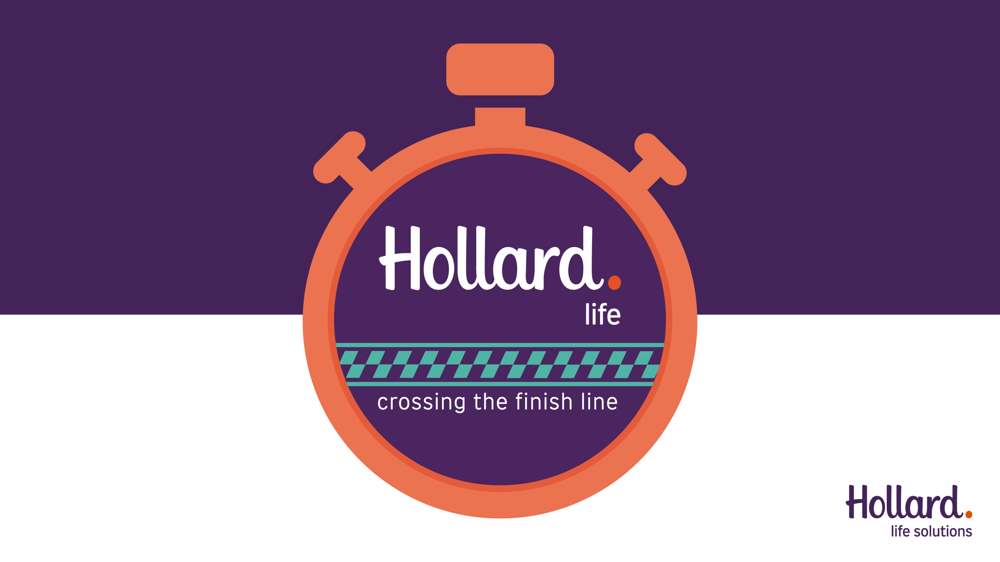 Hollard.
life
crossing the finish line
Hollard.
life solutions